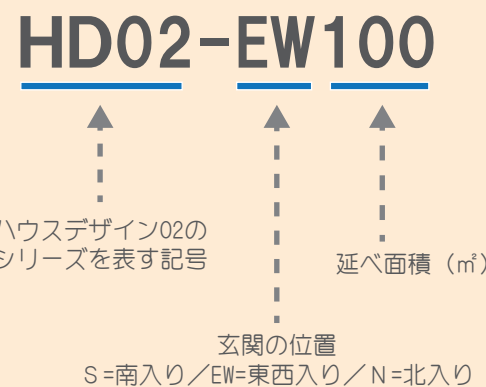 HD02-EW100
ハウスデザイン02の
シリーズを表す記号
延べ面積（㎡）
玄関の位置
S=南入り／EW=東西入り／N=北入り